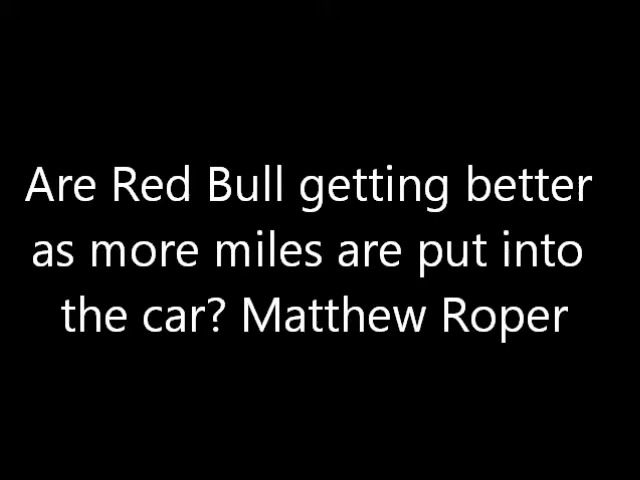 Are Red Bull getting better
as more miles are put into
the car? Matthew Roper